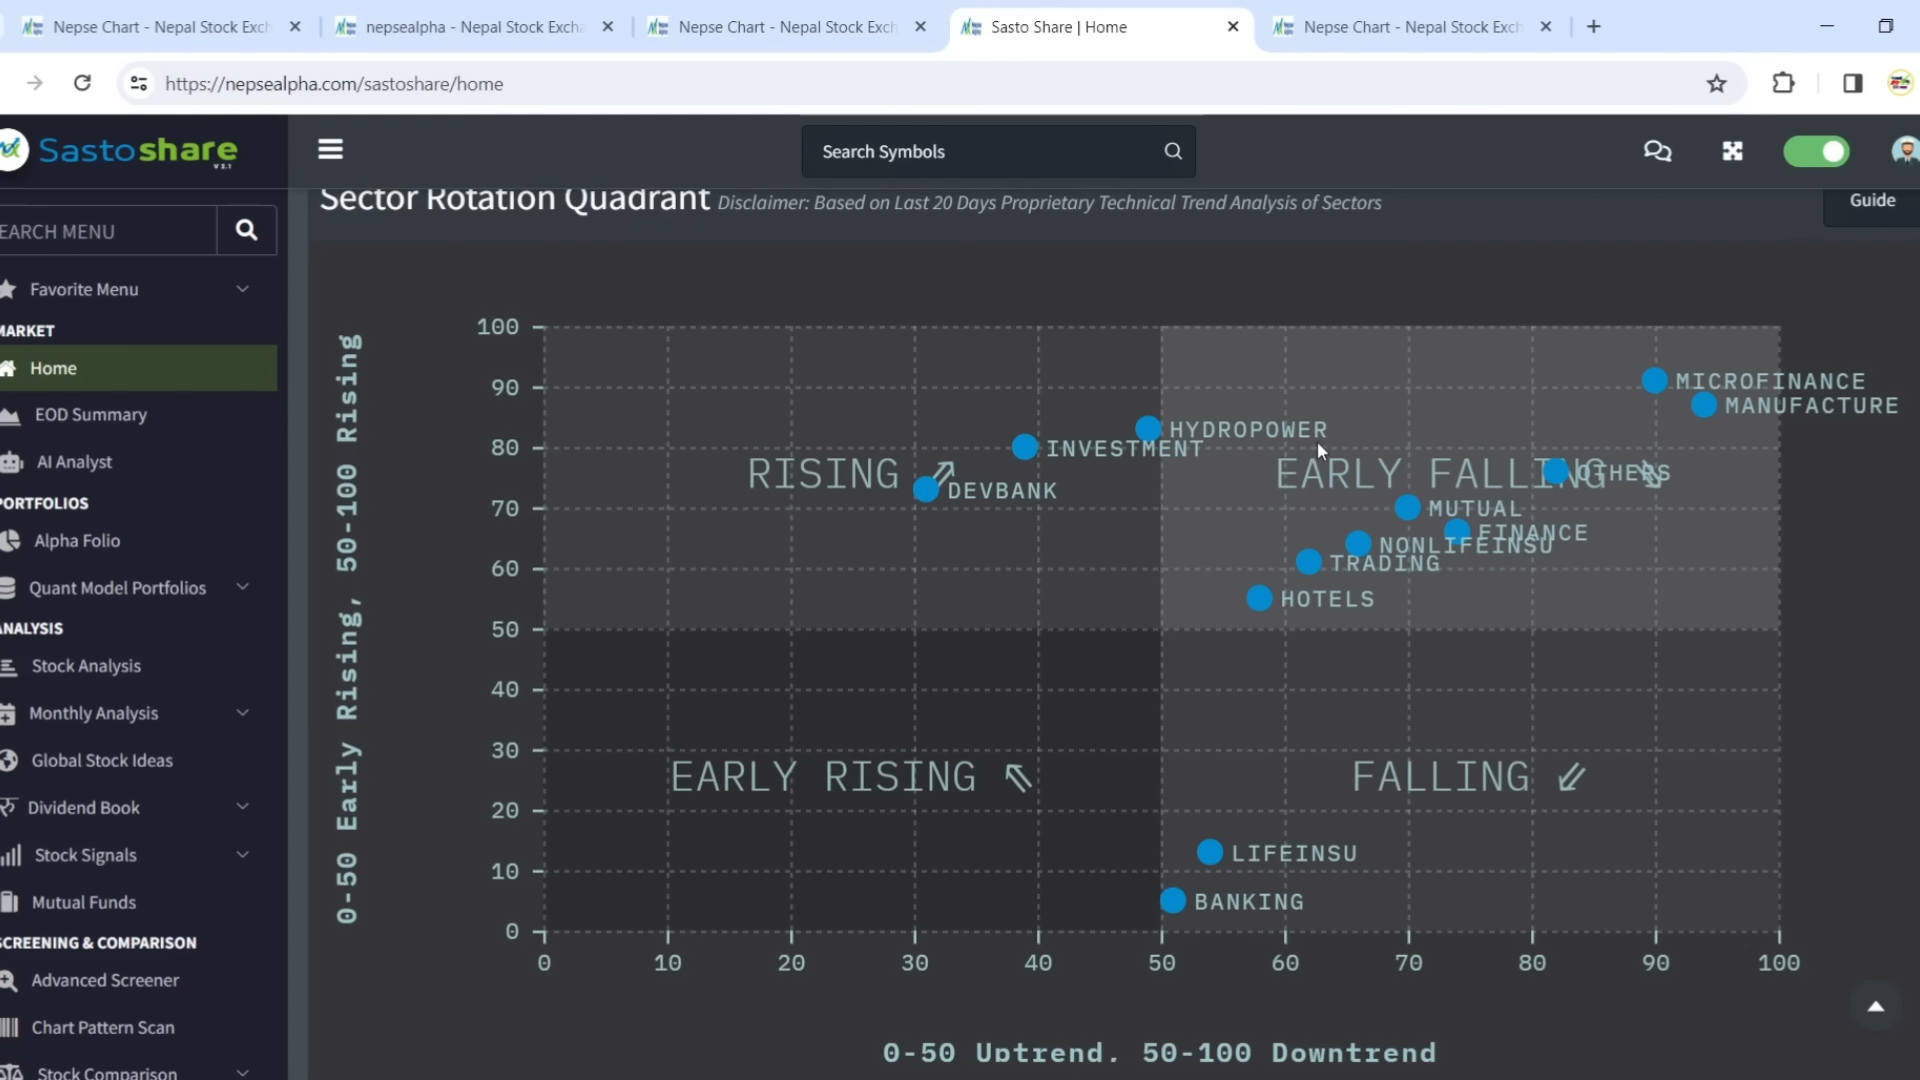 Nepse Chart - Nepal Stock Exch
nepsealpha - Nepal Stock Excha
Nepse Chart - Nepal Stock Exch
Sasto Share | Home
Nepse Chart - Nepal Stock Exch
https://nepsealpha.com/sastoshare/home
Sastoshare
V 3.1
Search Symbols
Sector Rotation Quadrant Disclaimer: Based on Last 20 Days Proprietary Technical Trend Analysis of Sectors
Guide
EARCH MENU
Favorite Menu
MARKET
Home
EOD Summary
AI Analyst
PORTFOLIOS
Alpha Folio
Quant Model Portfolios
ANALYSIS
Stock Analysis
Monthly Analysis
Global Stock Ideas
Dividend Book
Stock Signals
Mutual Funds
SCREENING & COMPARISON
Advanced Screener
Chart Pattern Scan
Stock Comparison
0-50 Early Rising, 50-100 Rising
100
90
80
70
60
50
40
30
20
10
0
MICROFINANCE
MANUFACTURE
HYDROPOWER
INVESTMENT
RISING ⇗
EARLY FALLING ⇘
OTHERS
DEVBANK
MUTUAL
FINANCE
NONLIFEINSU
TRADING
HOTELS
EARLY RISING ⇖
FALLING ⇙
LIFEINSU
BANKING
0 10 20 30 40 50 60 70 80 90 100
0-50 Uptrend, 50-100 Downtrend